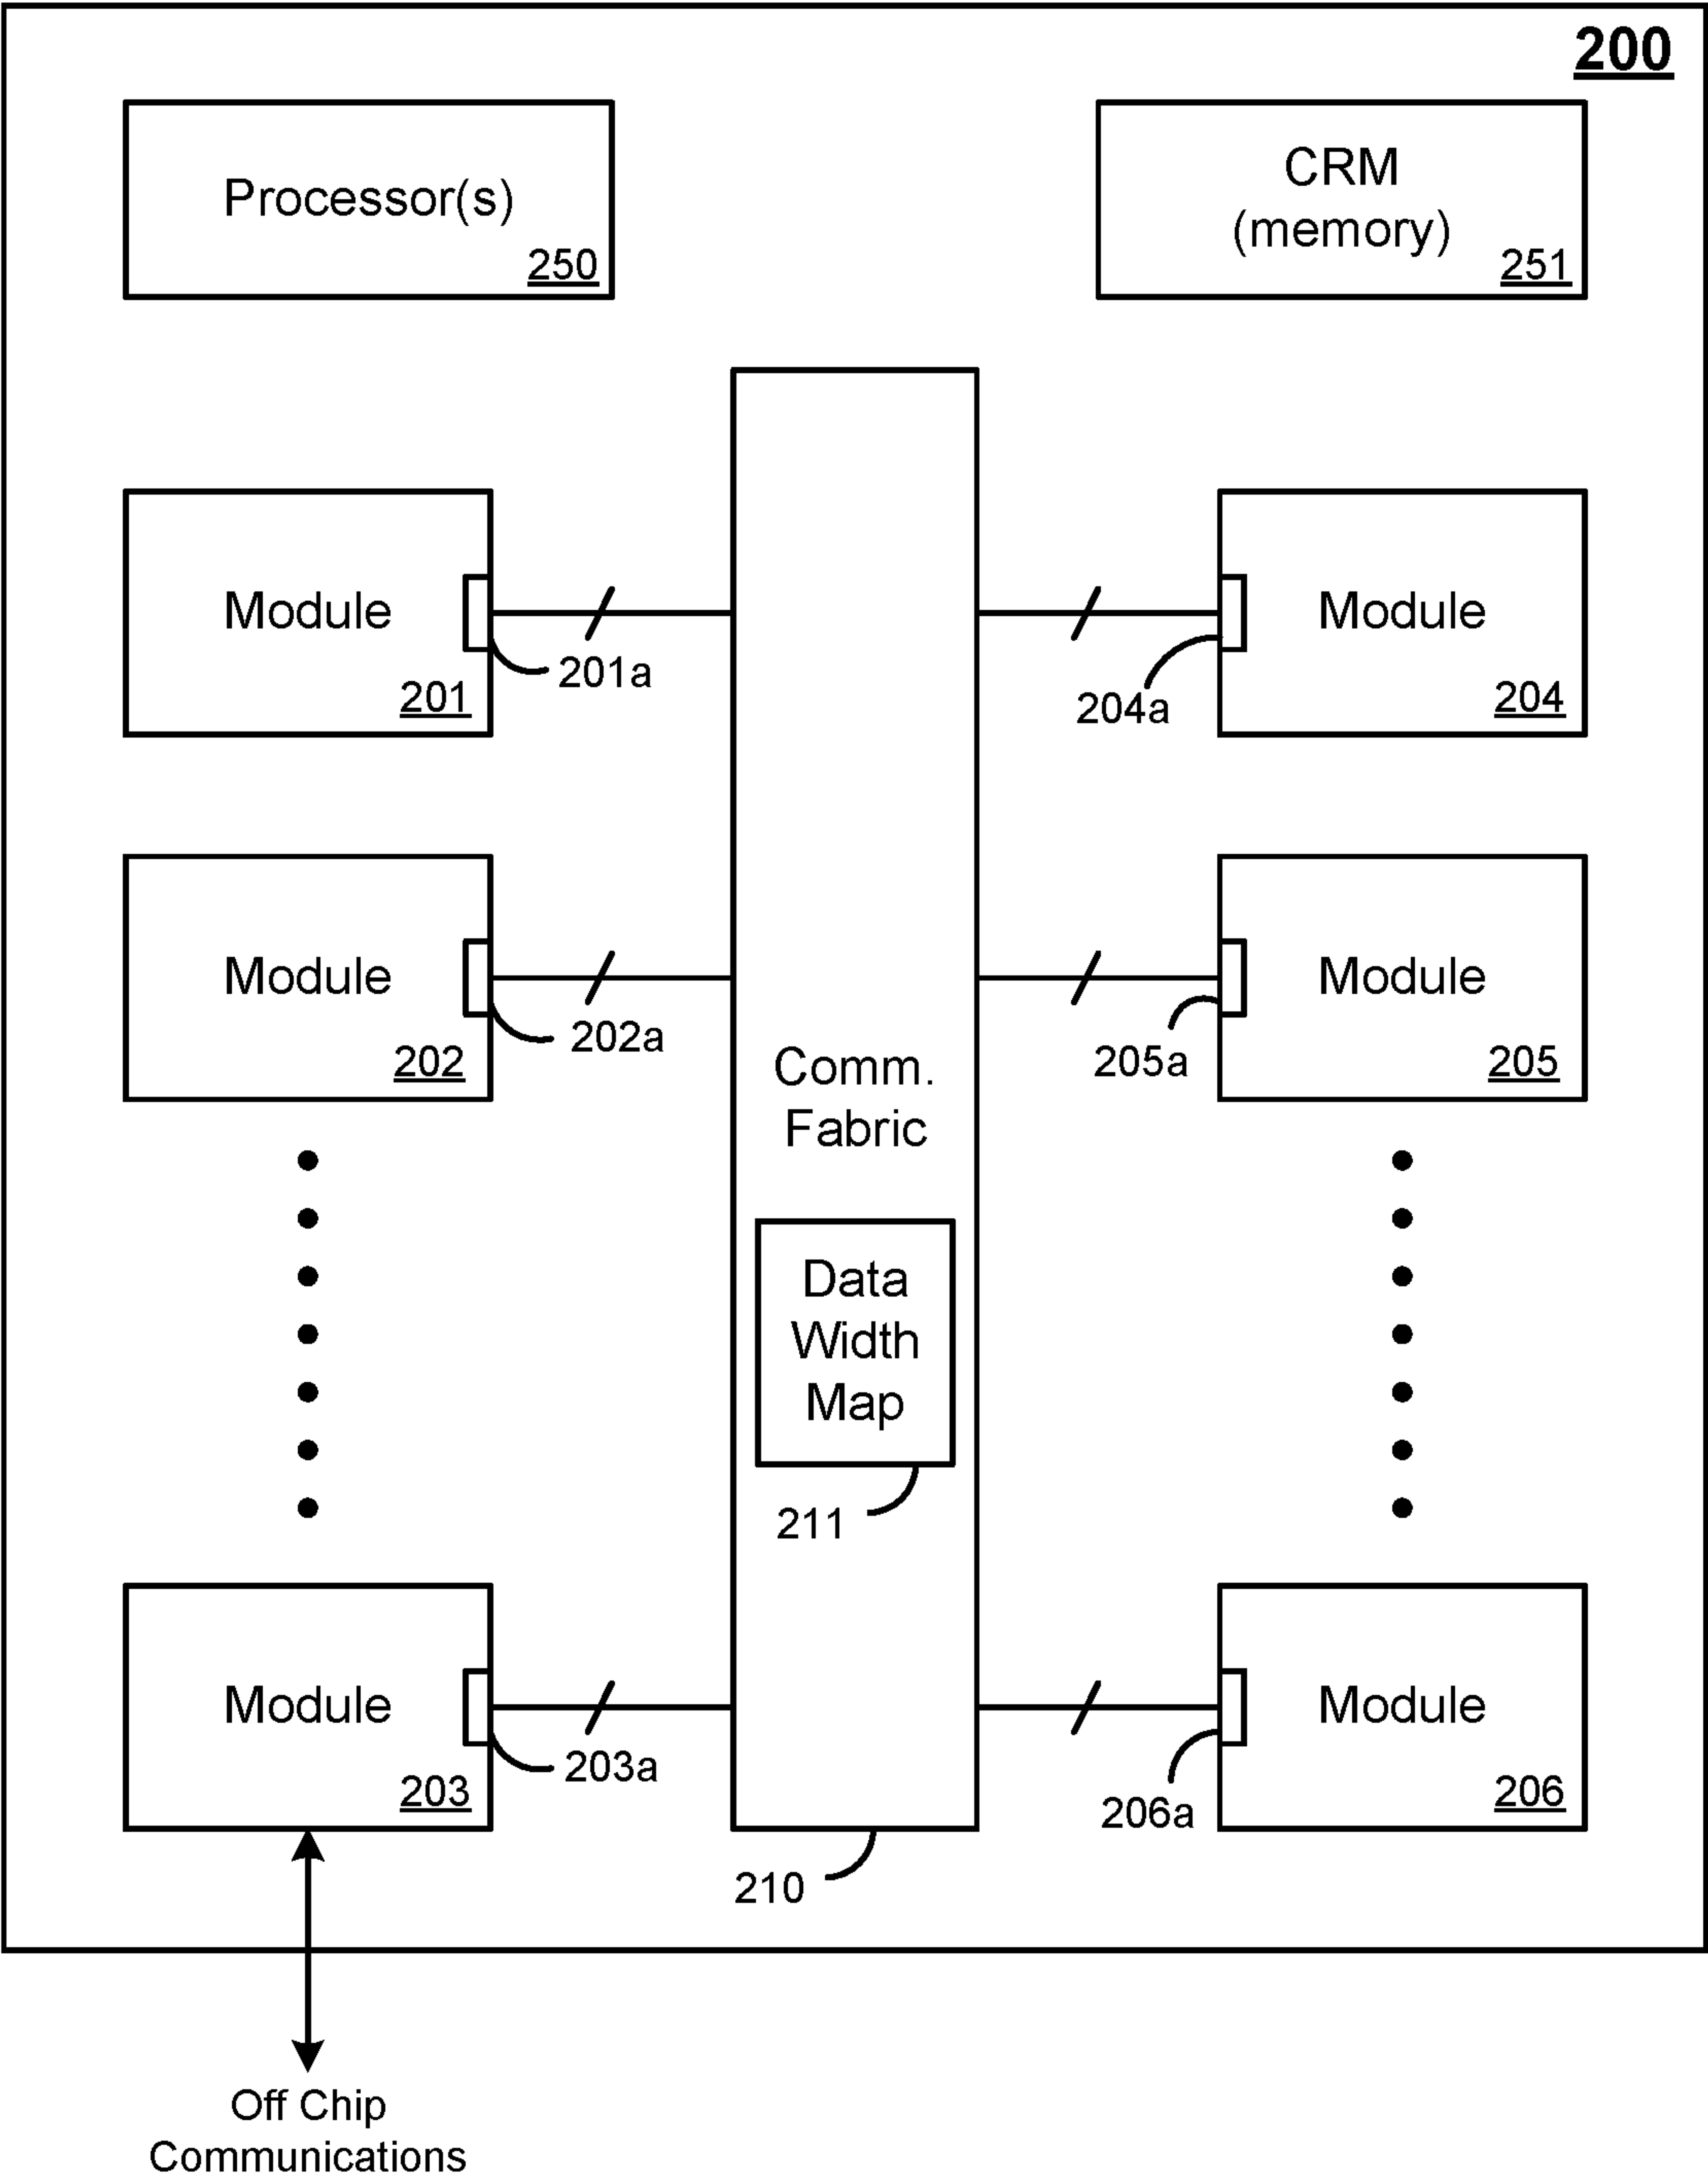 200
Processor(s)
250
CRM
(memory)
251
Module
201
201a
204a
Module
204
Module
202
202a
205a
Module
205
Comm.
Fabric
Data
Width
Map
211
Module
203
203a
206a
Module
206
210
Off Chip
Communications